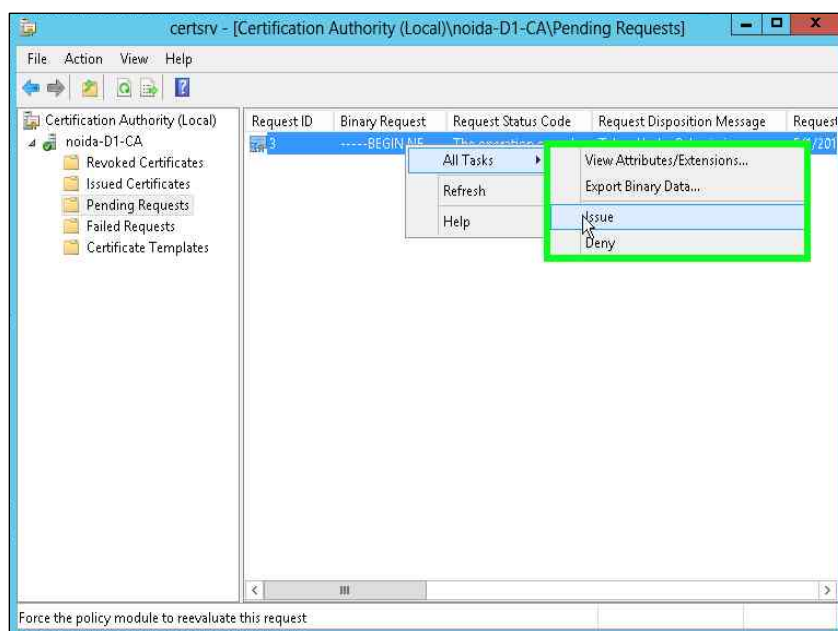 certsrv - [Certification Authority (Local)\noida-D1-CA\Pending Requests]
File Action View Help
Certification Authority (Local)
noida-D1-CA
Revoked Certificates
Issued Certificates
Pending Requests
Failed Requests
Certificate Templates
Request ID Binary Request Request Status Code Request Disposition Message Request
3 -----BEGIN NE
All Tasks
Refresh
Help
View Attributes/Extensions...
Export Binary Data...
Issue
Deny
Force the policy module to reevaluate this request